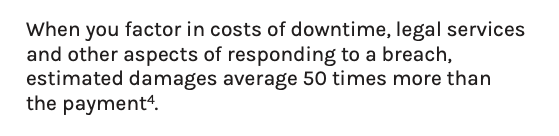 When you factor in costs of downtime, legal services
and other aspects of responding to a breach,
estimated damages average 50 times more than
the payment⁴.